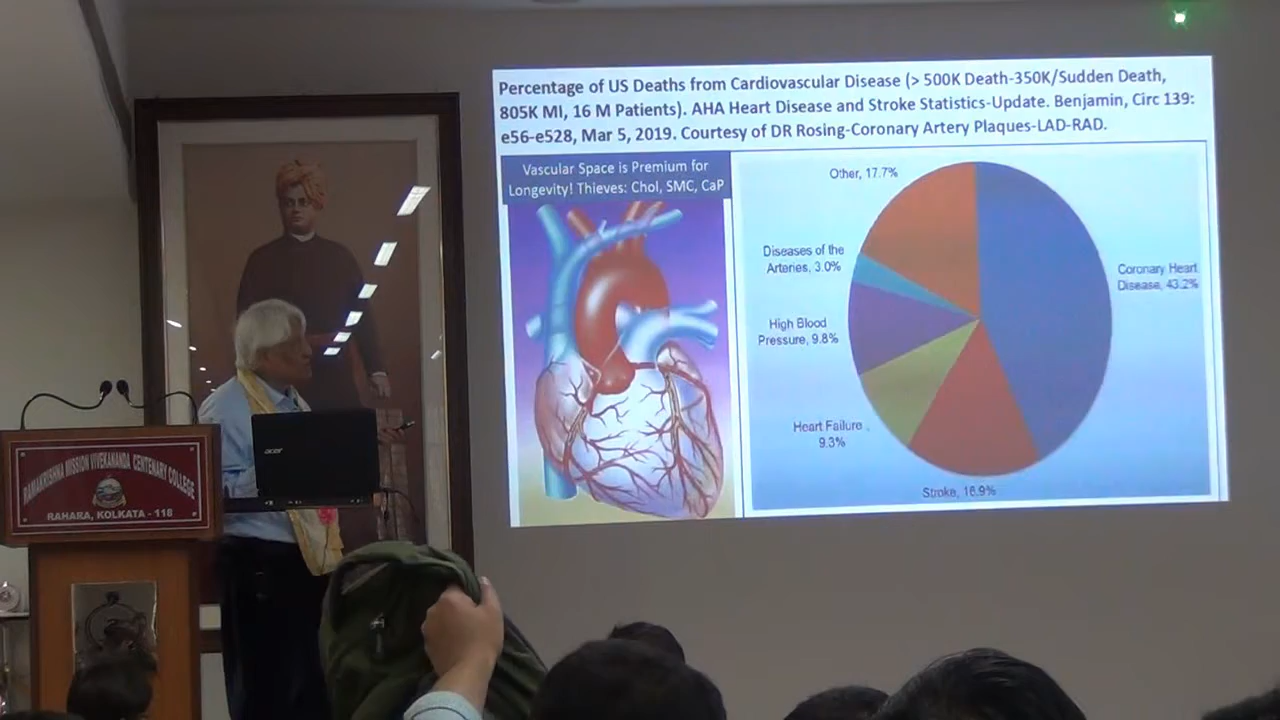 Percentage of US Deaths from Cardiovascular Disease (> 500K Death-350K/Sudden Death,
805K MI, 16 M Patients). AHA Heart Disease and Stroke Statistics-Update. Benjamin, Circ 139:
e56-e528, Mar 5, 2019. Courtesy of DR Rosing-Coronary Artery Plaques-LAD-RAD.
Vascular Space is Premium for
Longevity! Thieves: Chol, SMC, CaP
Other, 17.7%
Diseases of the
Arteries, 3.0%
High Blood
Pressure, 9.8%
Heart Failure ,
9.3%
Stroke, 16.9%
Coronary Heart
Disease, 43.2%
acer
RAMAKRISHNA MISSION VIVEKANANDA CENTENARY COLLEGE
RAHARA, KOLKATA - 118